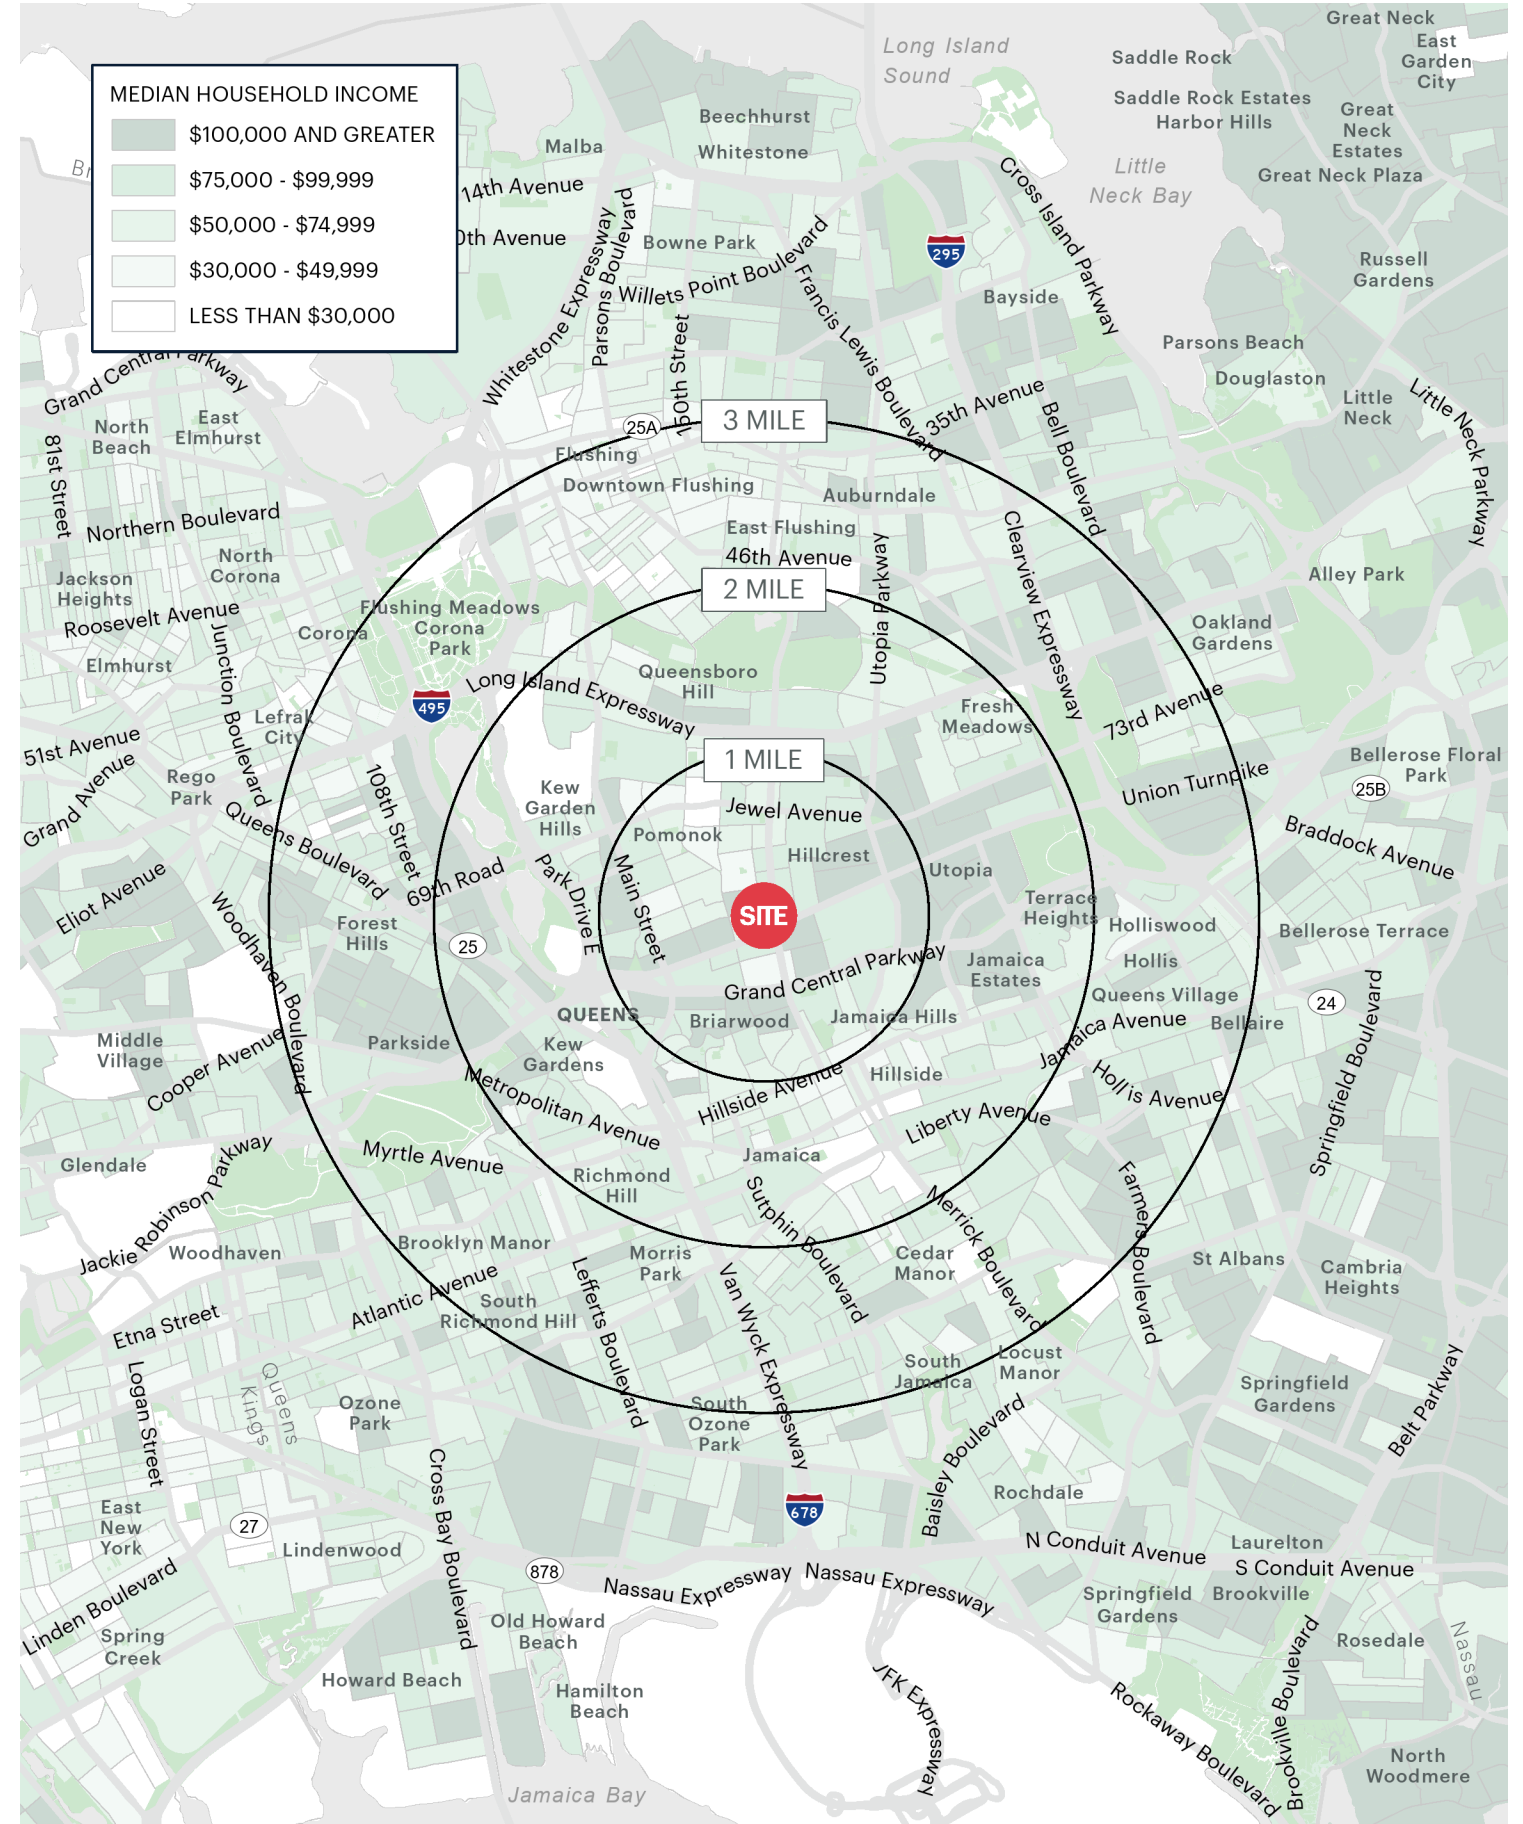 Great Neck
East
Garden
City
Long Island
Sound
Saddle Rock
Saddle Rock Estates
Harbor Hills
Great
Neck
Estates
Great Neck Plaza
MEDIAN HOUSEHOLD INCOME
$100,000 AND GREATER
$75,000 - $99,999
$50,000 - $74,999
$30,000 - $49,999
LESS THAN $30,000
Br
Beechhurst
Malba
Whitestone
14th Avenue
0th Avenue
Little
Neck Bay
Cross Island Parkway
Whitestone Expressway
Parsons Boulevard
Bowne Park
Willets Point Boulevard
Francis Lewis Boulevard
295
Bayside
Russell
Gardens
150th Street
Parsons Beach
Douglaston
Little
Neck
Little Neck Parkway
Grand Central Parkway
North
Beach
East
Elmhurst
81st Street
25A
3 MILE
35th Avenue
Bell Boulevard
Flushing
Downtown Flushing
Auburndale
Northern Boulevard
East Flushing
46th Avenue
Clearview Expressway
Utopia Parkway
North
Corona
Jackson
Heights
Roosevelt Avenue
2 MILE
Alley Park
Flushing Meadows
Corona
Park
Corona
Junction Boulevard
Elmhurst
Oakland
Gardens
Queensboro
Hill
Long Island Expressway
495
Lefrak
City
Fresh
Meadows
73rd Avenue
51st Avenue
Grand Avenue
Rego
Park
108th Street
1 MILE
Bellerose Floral
Park
25B
Union Turnpike
Kew
Garden
Hills
Jewel Avenue
Pomonok
Hillcrest
Queens Boulevard
Braddock Avenue
Main Street
Park Drive E
69th Road
Utopia
Eliot Avenue
Woodhaven Boulevard
Forest
Hills
25
SITE
Terrace
Heights
Holliswood
Bellerose Terrace
Grand Central Parkway
Jamaica
Estates
Hollis
Queens Village
24
Springfield Boulevard
QUEENS
Briarwood
Jamaica Hills
Jamaica Avenue
Bellaire
Middle
Village
Cooper Avenue
Parkside
Kew
Gardens
Hillside
Hillside Avenue
Hollis Avenue
Metropolitan Avenue
Liberty Avenue
Glendale
Jackie Robinson Parkway
Myrtle Avenue
Jamaica
Richmond
Hill
Sutphin Boulevard
Merrick Boulevard
Farmers Boulevard
Woodhaven
Brooklyn Manor
Morris
Park
Cedar
Manor
St Albans
Cambria
Heights
Atlantic Avenue
Lefferts Boulevard
Van Wyck Expressway
South
Richmond Hill
Etna Street
Logan Street
Queens
Kings
Ozone
Park
South
Jamaica
Locust
Manor
Springfield
Gardens
Belt Parkway
South
Ozone
Park
Baisley Boulevard
Cross Bay Boulevard
Rochdale
678
East
New
York
27
Lindenwood
878
N Conduit Avenue
Laurelton
S Conduit Avenue
Nassau Expressway
Nassau Expressway
Springfield
Gardens
Brookville
Linden Boulevard
Spring
Creek
Old Howard
Beach
Rosedale
Nassau
Howard Beach
Hamilton
Beach
JFK Expressway
Rockaway Boulevard
Brookville Boulevard
North
Woodmere
Jamaica Bay